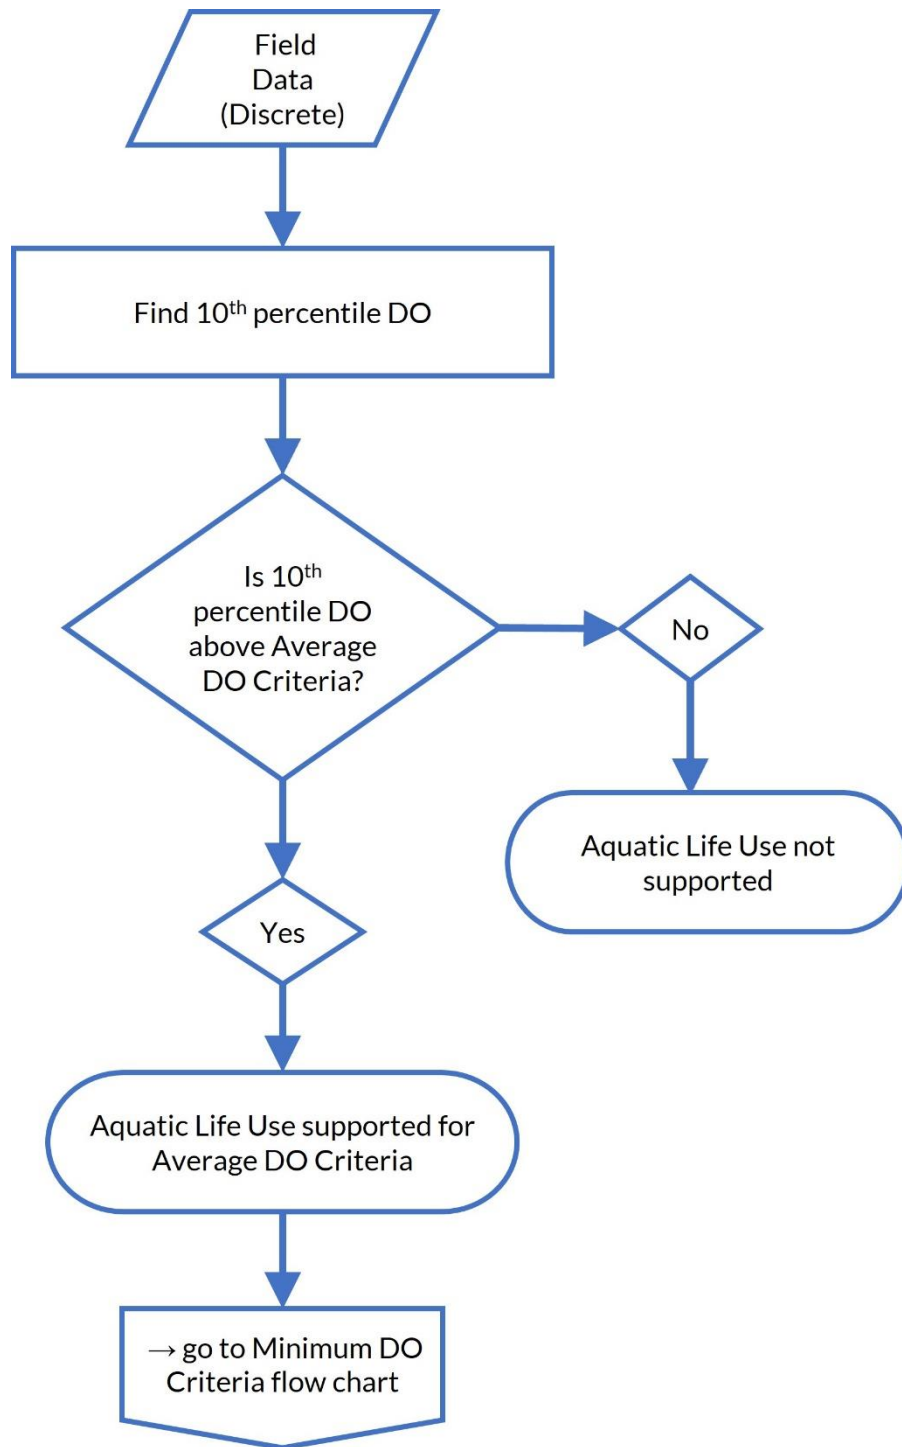 Field
Data
(Discrete)
Find 10th percentile DO
Is 10th
percentile DO
above Average
DO Criteria?
No
Aquatic Life Use not
supported
Yes
Aquatic Life Use supported for
Average DO Criteria
→ go to Minimum DO
Criteria flow chart